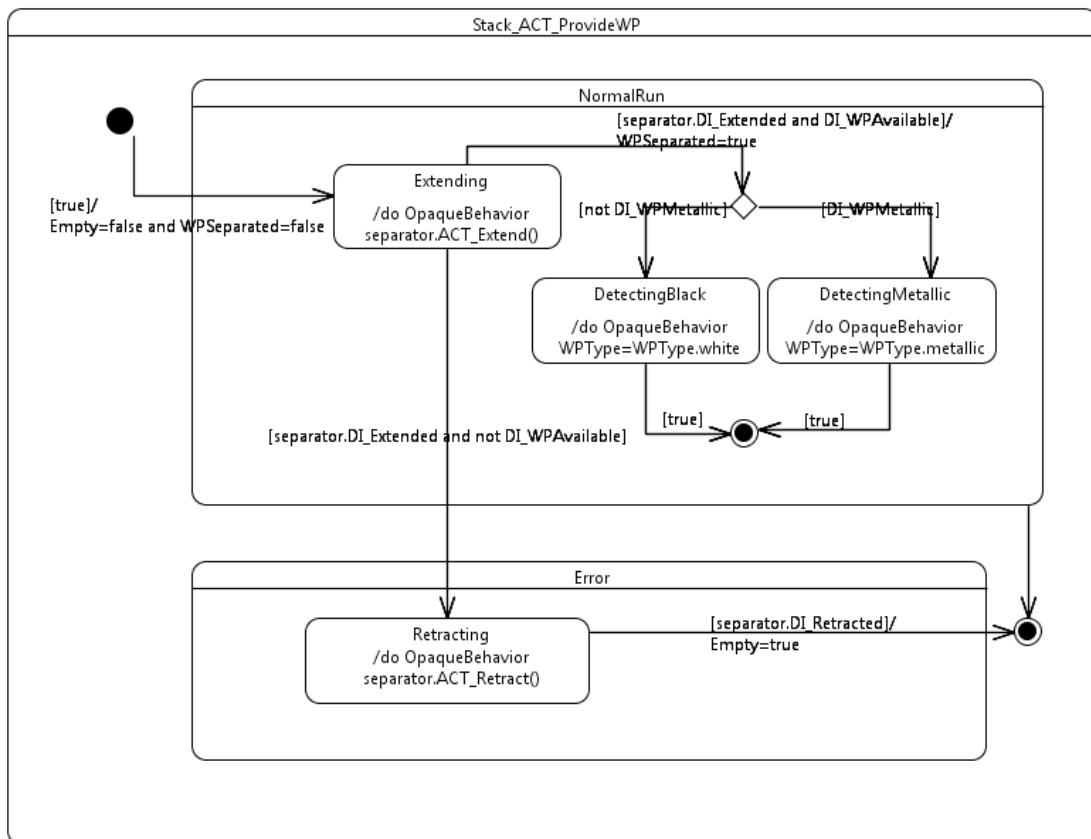 Stack_ACT_ProvideWP
NormalRun
[separator.DI_Extended and DI_WPAvailable]/
WPSeparated=true
[true]/
Empty=false and WPSeparated=false
Extending
/do OpaqueBehavior
separator.ACT_Extend()
[not DI_WPMetallic]
[DI_WPMetallic]
DetectingBlack
/do OpaqueBehavior
WPType=WPType.white
DetectingMetallic
/do OpaqueBehavior
WPType=WPType.metallic
[true]
[true]
[separator.DI_Extended and not DI_WPAvailable]
Error
Retracting
/do OpaqueBehavior
separator.ACT_Retract()
[separator.DI_Retracted]/
Empty=true